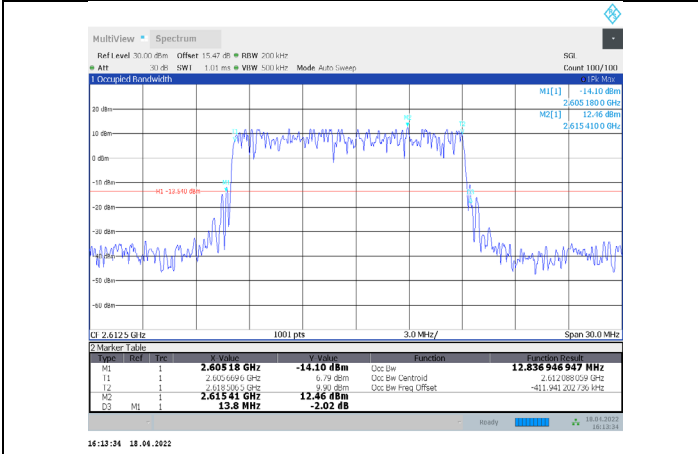 MultiView Spectrum
Ref Level 30.00 dBm Offset 15.47 dB RBW 200 kHz SGL
Att 30 dB SWT 1.01 ms VBW 500 kHz Mode Auto Sweep Count 100/100
1 Occupied Bandwidth 1Pk Max
M1[1] -14.10 dBm
2.605 180 0 GHz
M2[1] 12.46 dBm
2.615 410 0 GHz
20 dBm
10 dBm
0 dBm
-10 dBm
H1 -13.540 dBm
-20 dBm
-30 dBm
-40 dBm
-50 dBm
-60 dBm
CF 2.6125 GHz 1001 pts 3.0 MHz/ Span 30.0 MHz
2 Marker Table
Type Ref Trc X Value Y Value Function Function Result
M1 1 2.60518 GHz -14.10 dBm Occ Bw 12.836 946 947 MHz
T1 1 2.6056696 GHz 6.79 dBm Occ Bw Centroid 2.612 088 059 GHz
T2 1 2.6185065 GHz 9.90 dBm Occ Bw Freq Offset -411.941 202 736 kHz
M2 1 2.61541 GHz 12.46 dBm
D3 M1 1 13.8 MHz -2.02 dB
Ready 18.04.2022
16:13:34
16:13:34 18.04.2022